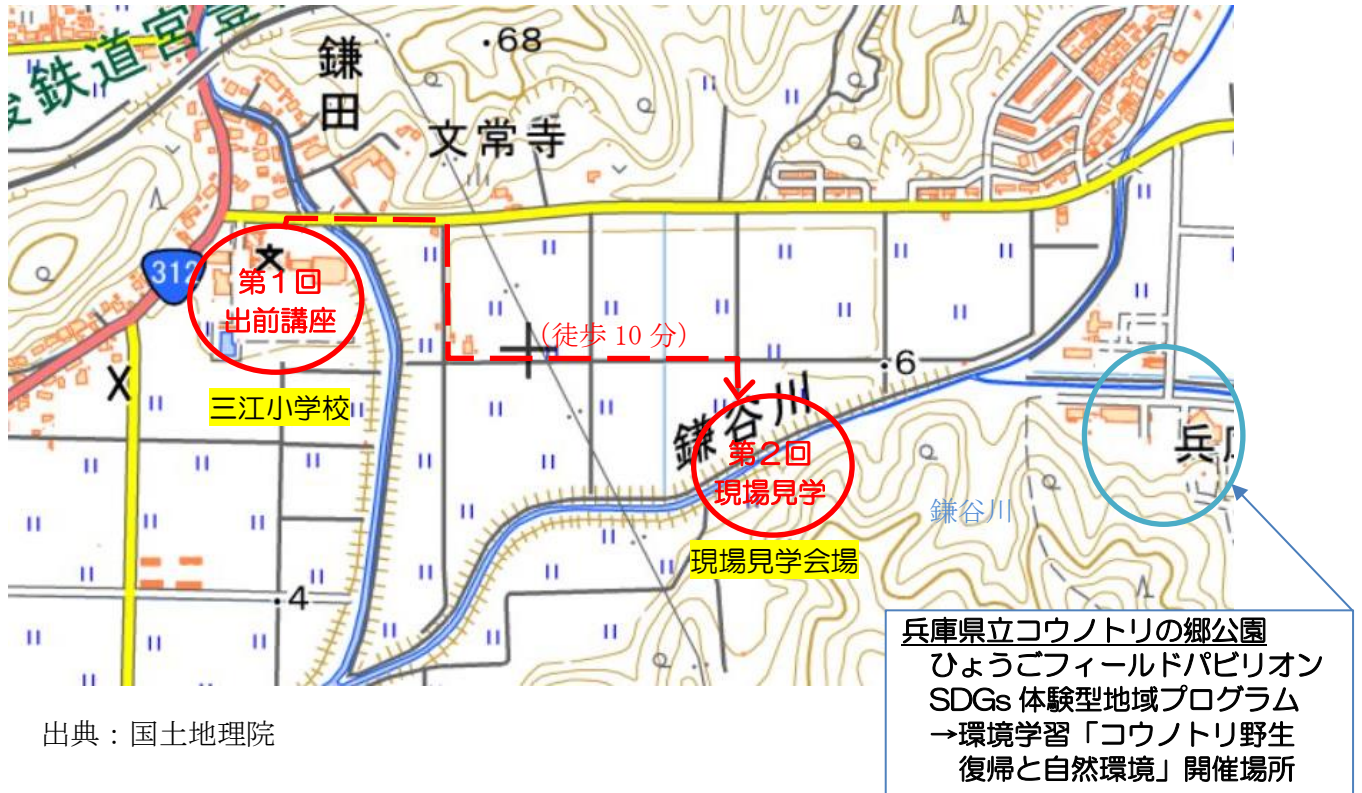 鉄道宮
鎌田
・68
文常寺
312
第1回
出前講座
三江小学校
(徒歩 10 分)
・6
鎌谷川
第2回
現場見学
現場見学会場
鎌谷川
兵
・4
兵庫県立コウノトリの郷公園
ひょうごフィールドパビリオン
SDGs 体験型地域プログラム
→環境学習「コウノトリ野生
復帰と自然環境」開催場所
出典:国土地理院